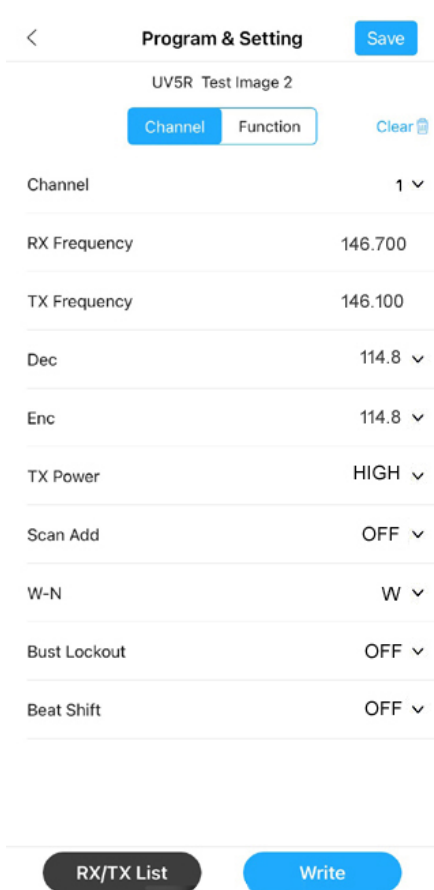 Program & Setting Save
UV5R Test Image 2
Channel Function Clear
Channel 1
RX Frequency 146.700
TX Frequency 146.100
Dec 114.8
Enc 114.8
TX Power HIGH
Scan Add OFF
W-N W
Bust Lockout OFF
Beat Shift OFF
RX/TX List Write